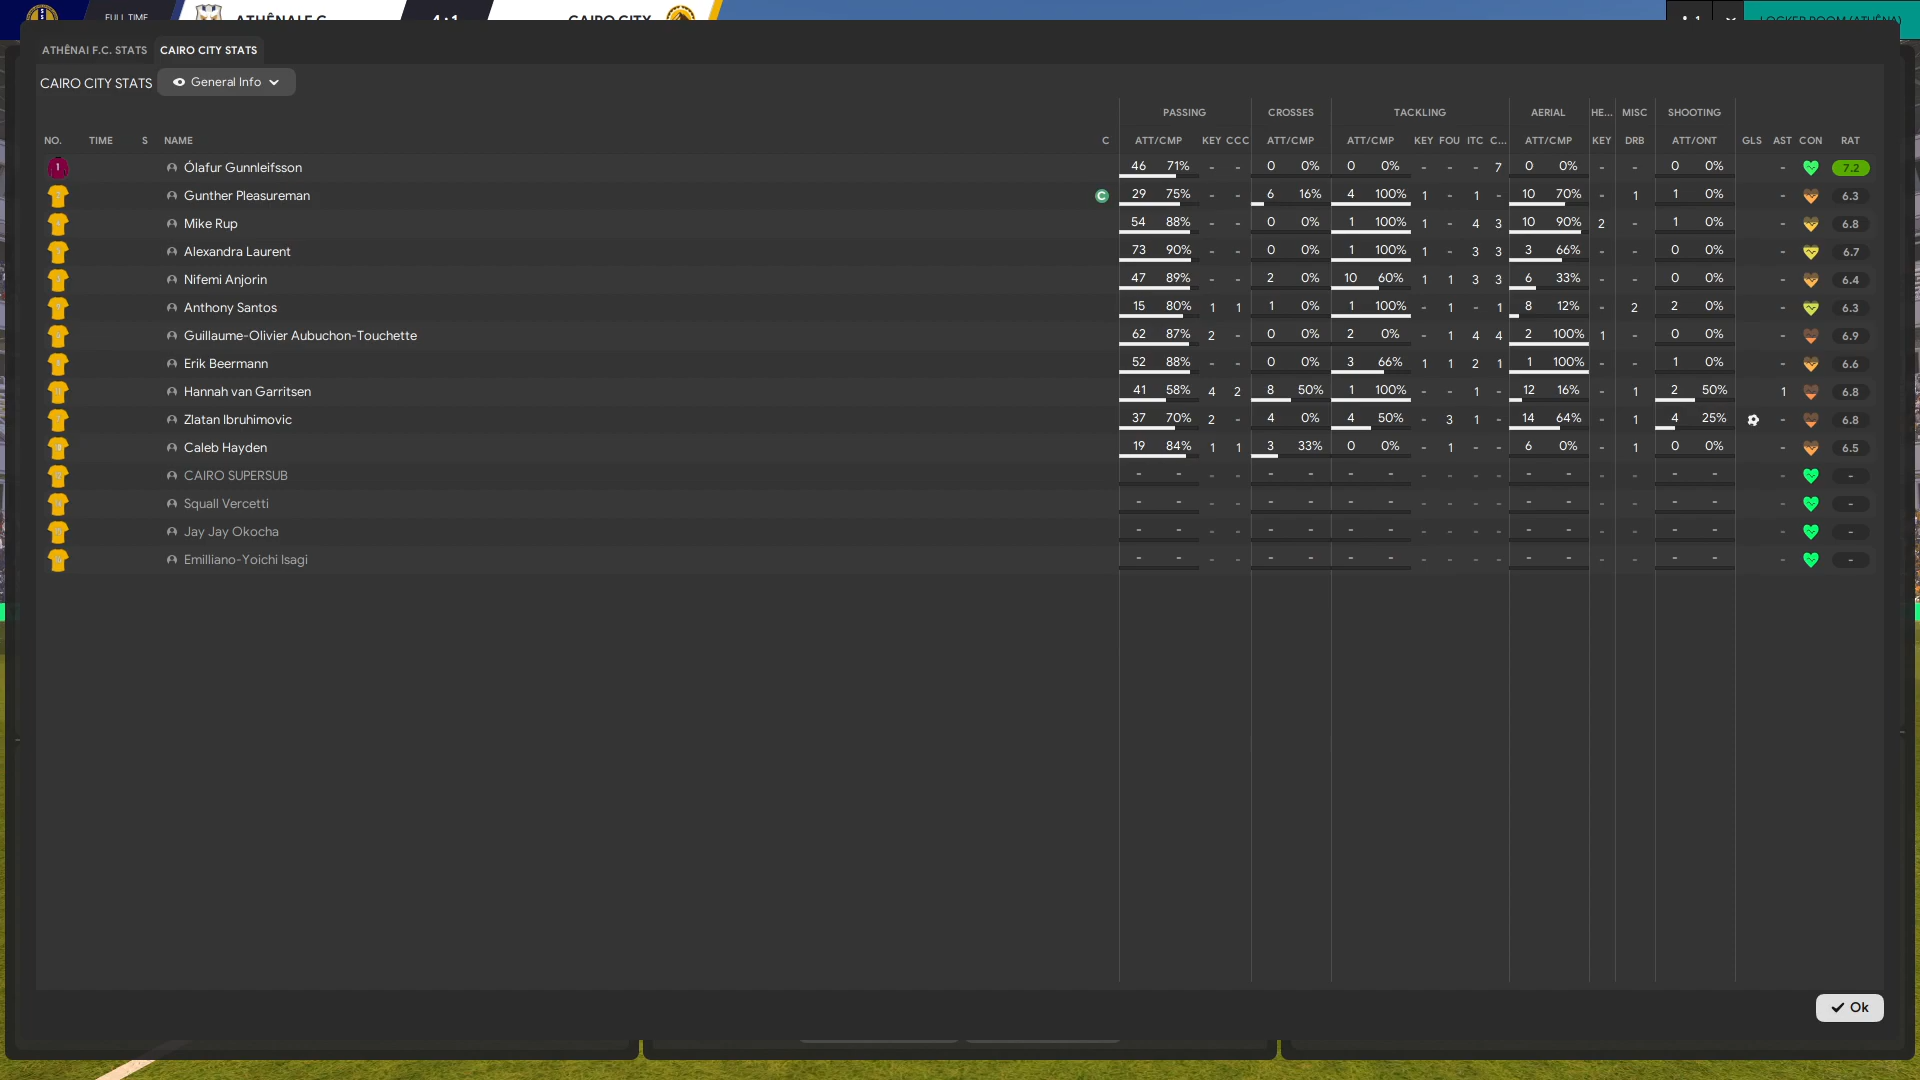 FULL TIME ATHÊNAI F.C. 4 : 1 CAIRO CITY 1 LOCKER ROOM (ATHÊNA)
ATHÊNAI F.C. STATS CAIRO CITY STATS
CAIRO CITY STATS General Info
PASSING CROSSES TACKLING AERIAL HE... MISC SHOOTING
NO. TIME S NAME C ATT/CMP KEY CCC ATT/CMP ATT/CMP KEY FOU ITC C... ATT/CMP KEY DRB ATT/ONT GLS AST CON RAT
1 Ólafur Gunnleifsson 46 71% - - 0 0% 0 0% - - - 7 0 0% - - 0 0% - 7.2
Gunther Pleasureman C 29 75% - - 6 16% 4 100% 1 - 1 - 10 70% - 1 1 0% - 6.3
Mike Rup 54 88% - - 0 0% 1 100% 1 - 4 3 10 90% 2 - 1 0% - 6.8
Alexandra Laurent 73 90% - - 0 0% 1 100% 1 - 3 3 3 66% - - 0 0% - 6.7
Nifemi Anjorin 47 89% - - 2 0% 10 60% 1 1 3 3 6 33% - - 0 0% - 6.4
Anthony Santos 15 80% 1 1 1 0% 1 100% - 1 - 1 8 12% - 2 2 0% - 6.3
Guillaume-Olivier Aubuchon-Touchette 62 87% 2 - 0 0% 2 0% - 1 4 4 2 100% 1 - 0 0% - 6.9
Erik Beermann 52 88% - - 0 0% 3 66% 1 1 2 1 1 100% - - 1 0% - 6.6
Hannah van Garritsen 41 58% 4 2 8 50% 1 100% - - 1 - 12 16% - 1 2 50% 1 6.8
Zlatan Ibruhimovic 37 70% 2 - 4 0% 4 50% - 3 1 - 14 64% - 1 4 25% - 6.8
Caleb Hayden 19 84% 1 1 3 33% 0 0% - 1 - - 6 0% - 1 0 0% - 6.5
CAIRO SUPERSUB - - - - - - - - - - - - - - - - - - - -
Squall Vercetti - - - - - - - - - - - - - - - - - - - -
Jay Jay Okocha - - - - - - - - - - - - - - - - - - - -
Emilliano-Yoichi Isagi - - - - - - - - - - - - - - - - - - - -
Ok